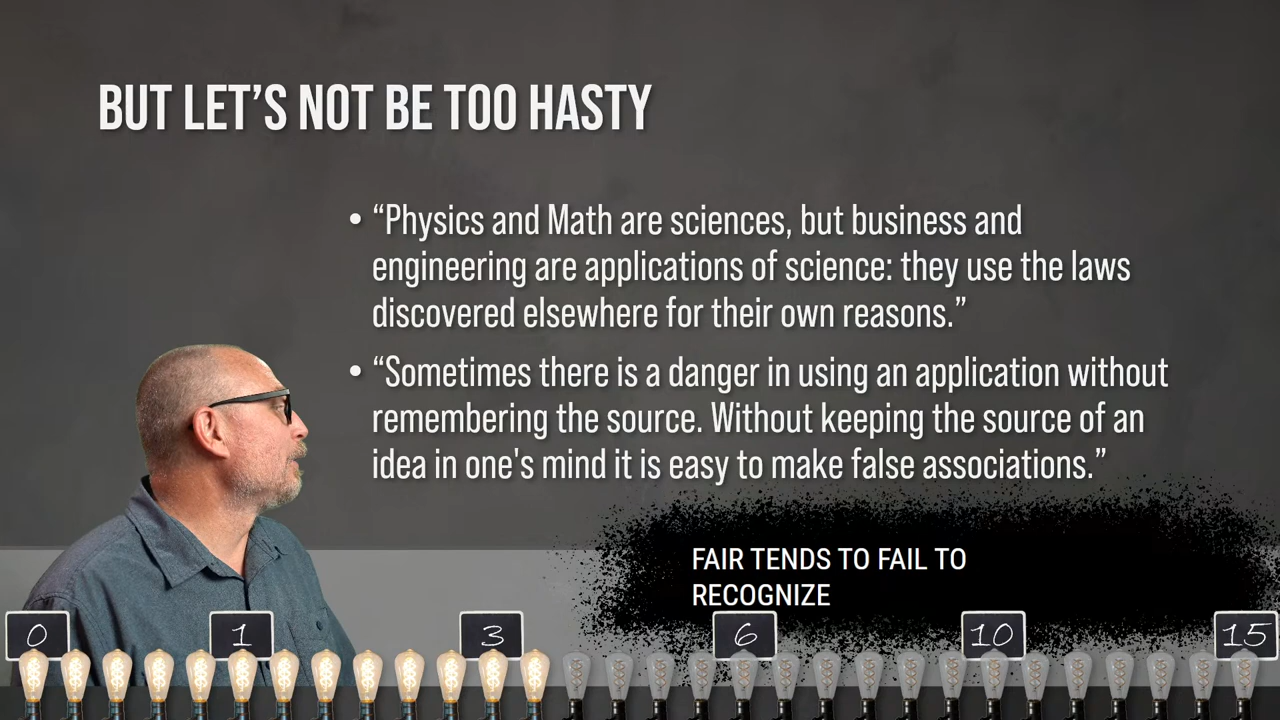 BUT LET’S NOT BE TOO HASTY
• “Physics and Math are sciences, but business and
engineering are applications of science: they use the laws
discovered elsewhere for their own reasons.”
• “Sometimes there is a danger in using an application without
remembering the source. Without keeping the source of an
idea in one's mind it is easy to make false associations.”
FAIR TENDS TO FAIL TO
RECOGNIZE
0 1 3 6 10 15